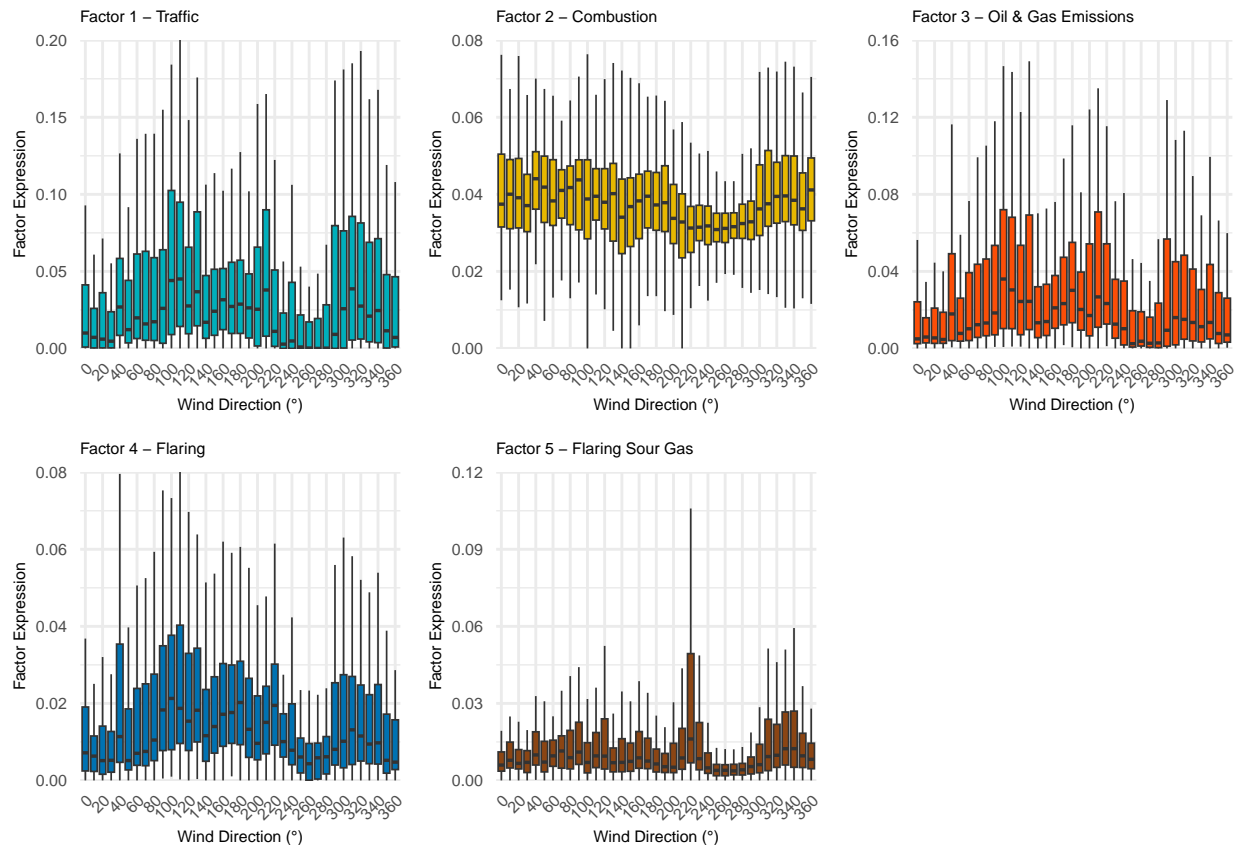 Factor 1 – Traffic
0.20
0.15
0.10
0.05
0.00
Factor Expression
0 20 40 60 80 100 120 140 160 180 200 220 240 260 280 300 320 340 360
Wind Direction (°)
Factor 2 – Combustion
0.08
0.06
0.04
0.02
0.00
Factor Expression
0 20 40 60 80 100 120 140 160 180 200 220 240 260 280 300 320 340 360
Wind Direction (°)
Factor 3 – Oil & Gas Emissions
0.16
0.12
0.08
0.04
0.00
Factor Expression
0 20 40 60 80 100 120 140 160 180 200 220 240 260 280 300 320 340 360
Wind Direction (°)
Factor 4 – Flaring
0.08
0.06
0.04
0.02
0.00
Factor Expression
0 20 40 60 80 100 120 140 160 180 200 220 240 260 280 300 320 340 360
Wind Direction (°)
Factor 5 – Flaring Sour Gas
0.12
0.09
0.06
0.03
0.00
Factor Expression
0 20 40 60 80 100 120 140 160 180 200 220 240 260 280 300 320 340 360
Wind Direction (°)